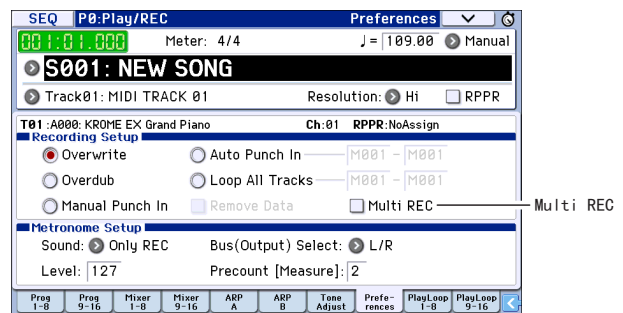 SEQ P0:Play/REC Preferences
001:01.000 Meter: 4/4 ♩= 109.00 Manual
S001: NEW SONG
Track01: MIDI TRACK 01 Resolution: Hi RPPR
T01 :A000: KROME EX Grand Piano Ch:01 RPPR:NoAssign
Recording Setup
Overwrite Auto Punch In M001 - M001
Overdub Loop All Tracks M001 - M001
Manual Punch In Remove Data Multi REC Multi REC
Metronome Setup
Sound: Only REC Bus(Output) Select: L/R
Level: 127 Precount [Measure]: 2
Prog 1-8 Prog 9-16 Mixer 1-8 Mixer 9-16 ARP A ARP B Tone Adjust Prefe-rences PlayLoop 1-8 PlayLoop 9-16